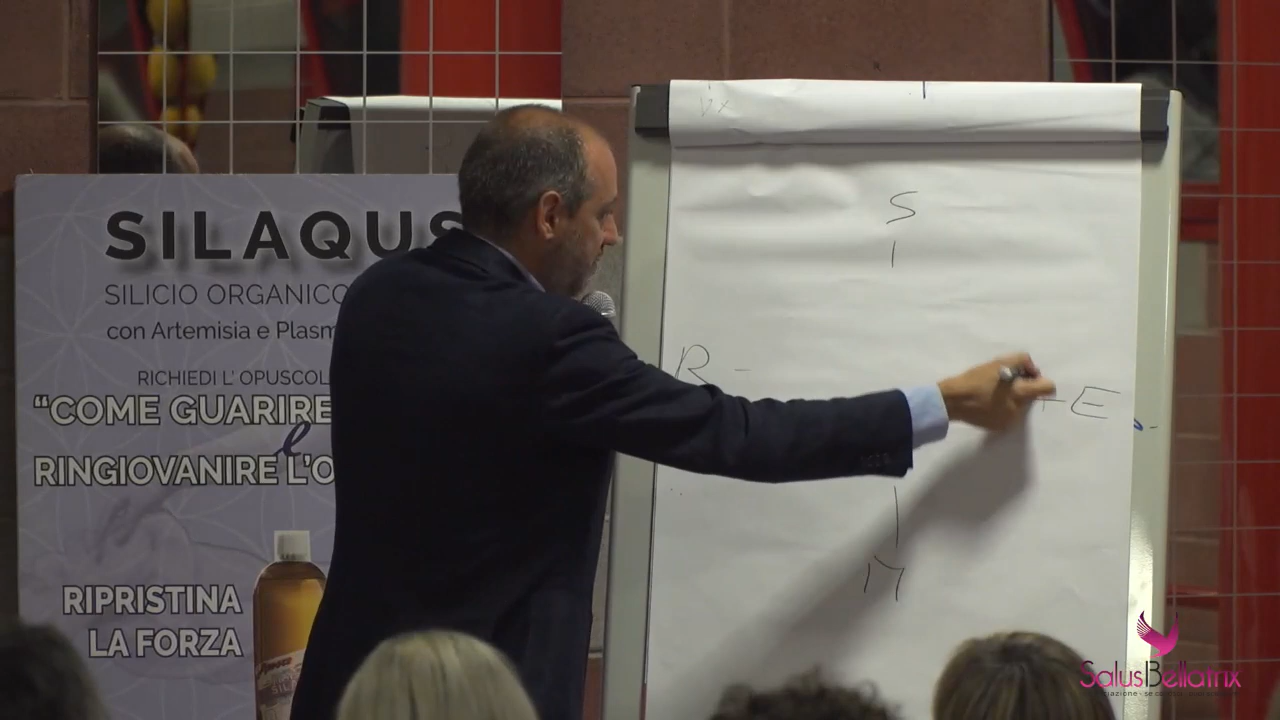 SILAQUS
SILICIO ORGANICO
con Artemisia e Plasm
RICHIEDI L' OPUSCOL
“COME GUARIRE
e
RINGIOVANIRE L'O
RIPRISTINA
LA FORZA
S
R -
E
M
SalusBellatrix